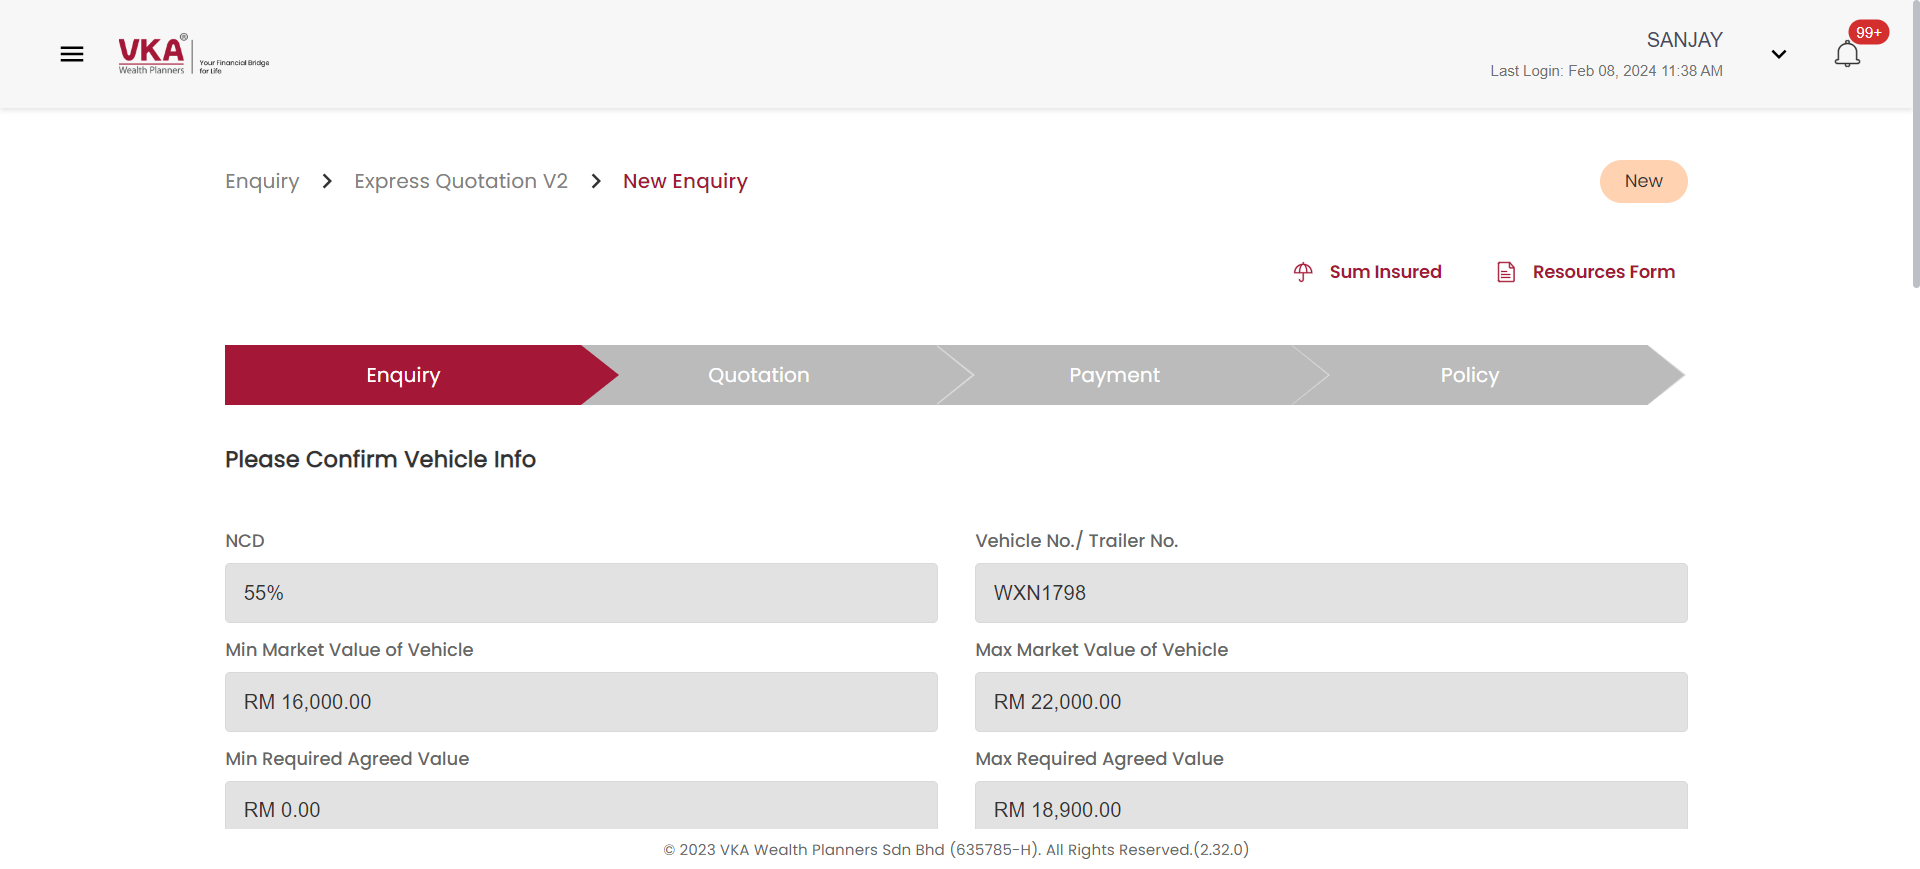 VKA®
Wealth Planners
Your Financial Bridge
for Life
SANJAY
Last Login: Feb 08, 2024 11:38 AM
99+
Enquiry
Express Quotation V2
New Enquiry
New
Sum Insured
Resources Form
Enquiry
Quotation
Payment
Policy
Please Confirm Vehicle Info
NCD
Vehicle No./ Trailer No.
55%
WXN1798
Min Market Value of Vehicle
Max Market Value of Vehicle
RM 16,000.00
RM 22,000.00
Min Required Agreed Value
Max Required Agreed Value
RM 0.00
RM 18,900.00
© 2023 VKA Wealth Planners Sdn Bhd (635785-H). All Rights Reserved.(2.32.0)